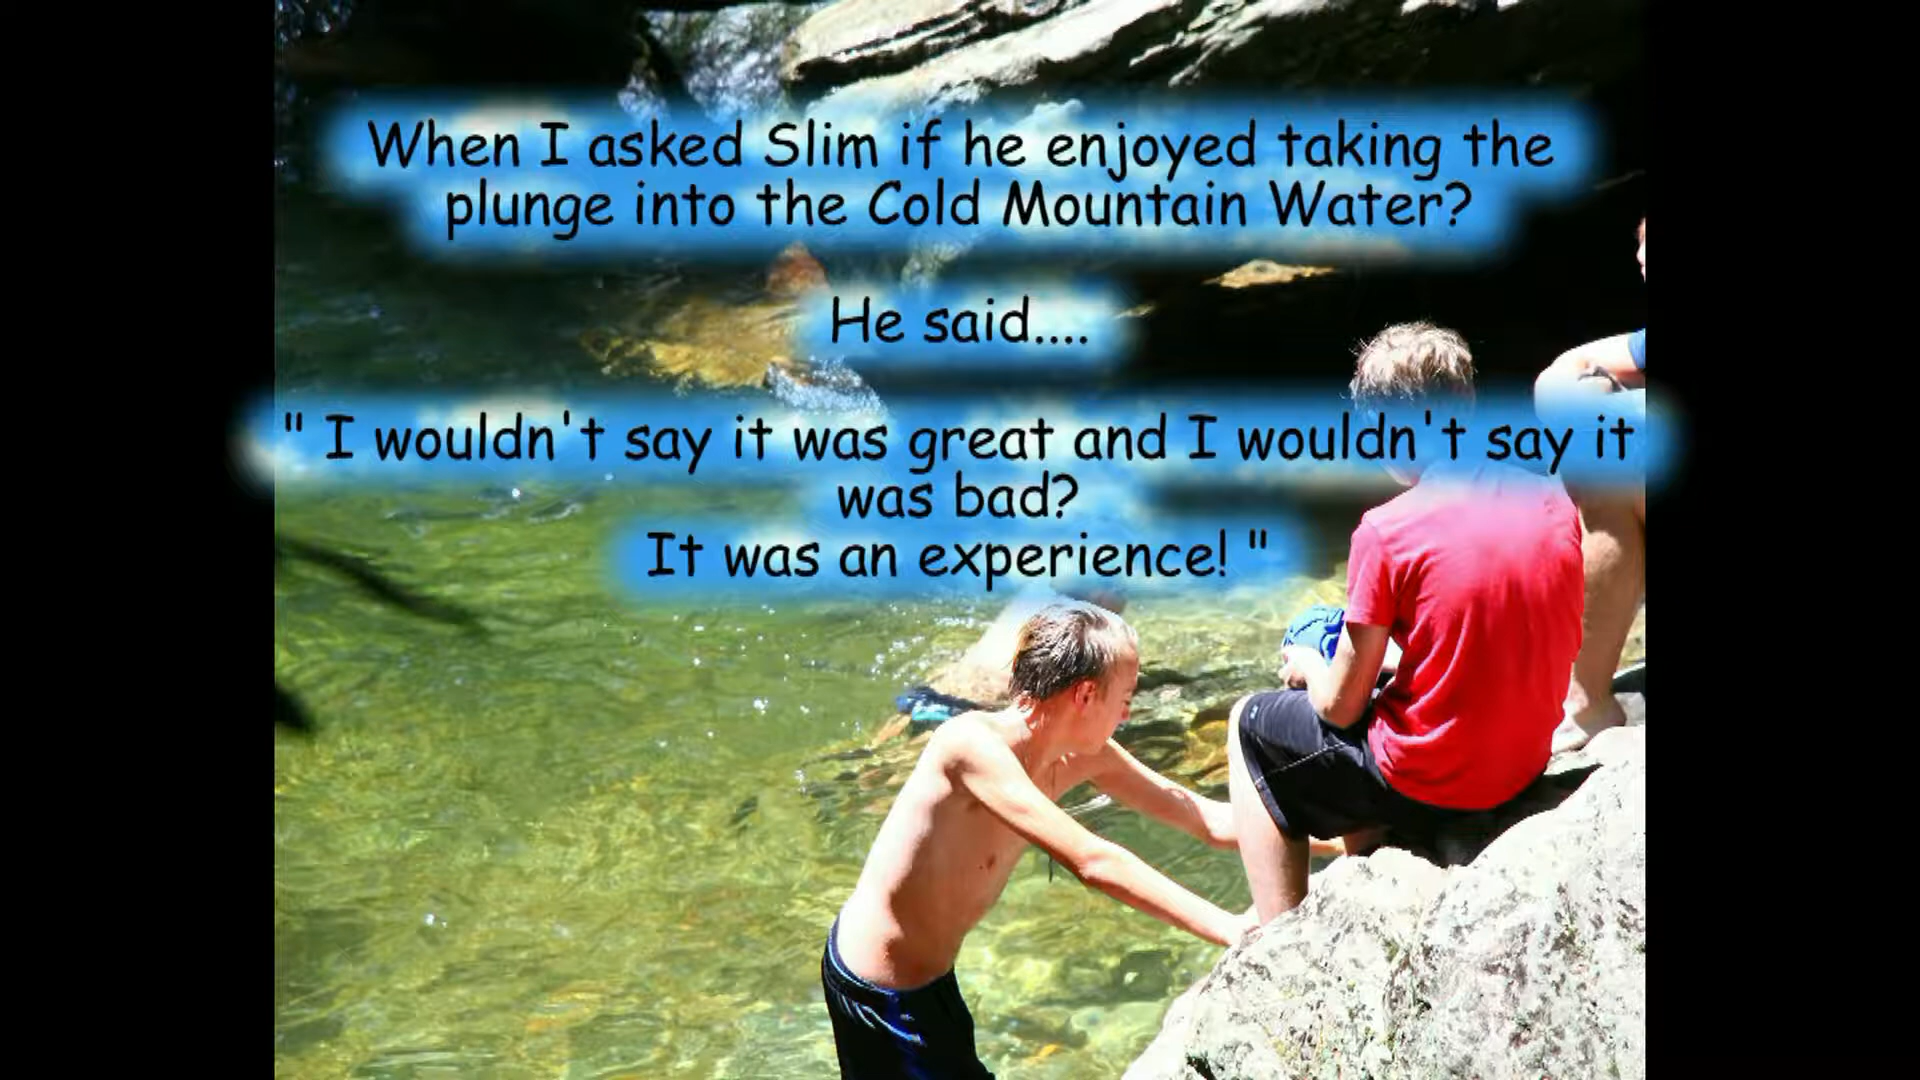 When I asked Slim if he enjoyed taking the
plunge into the Cold Mountain Water?
He said....
" I wouldn't say it was great and I wouldn't say it
was bad?
It was an experience! "